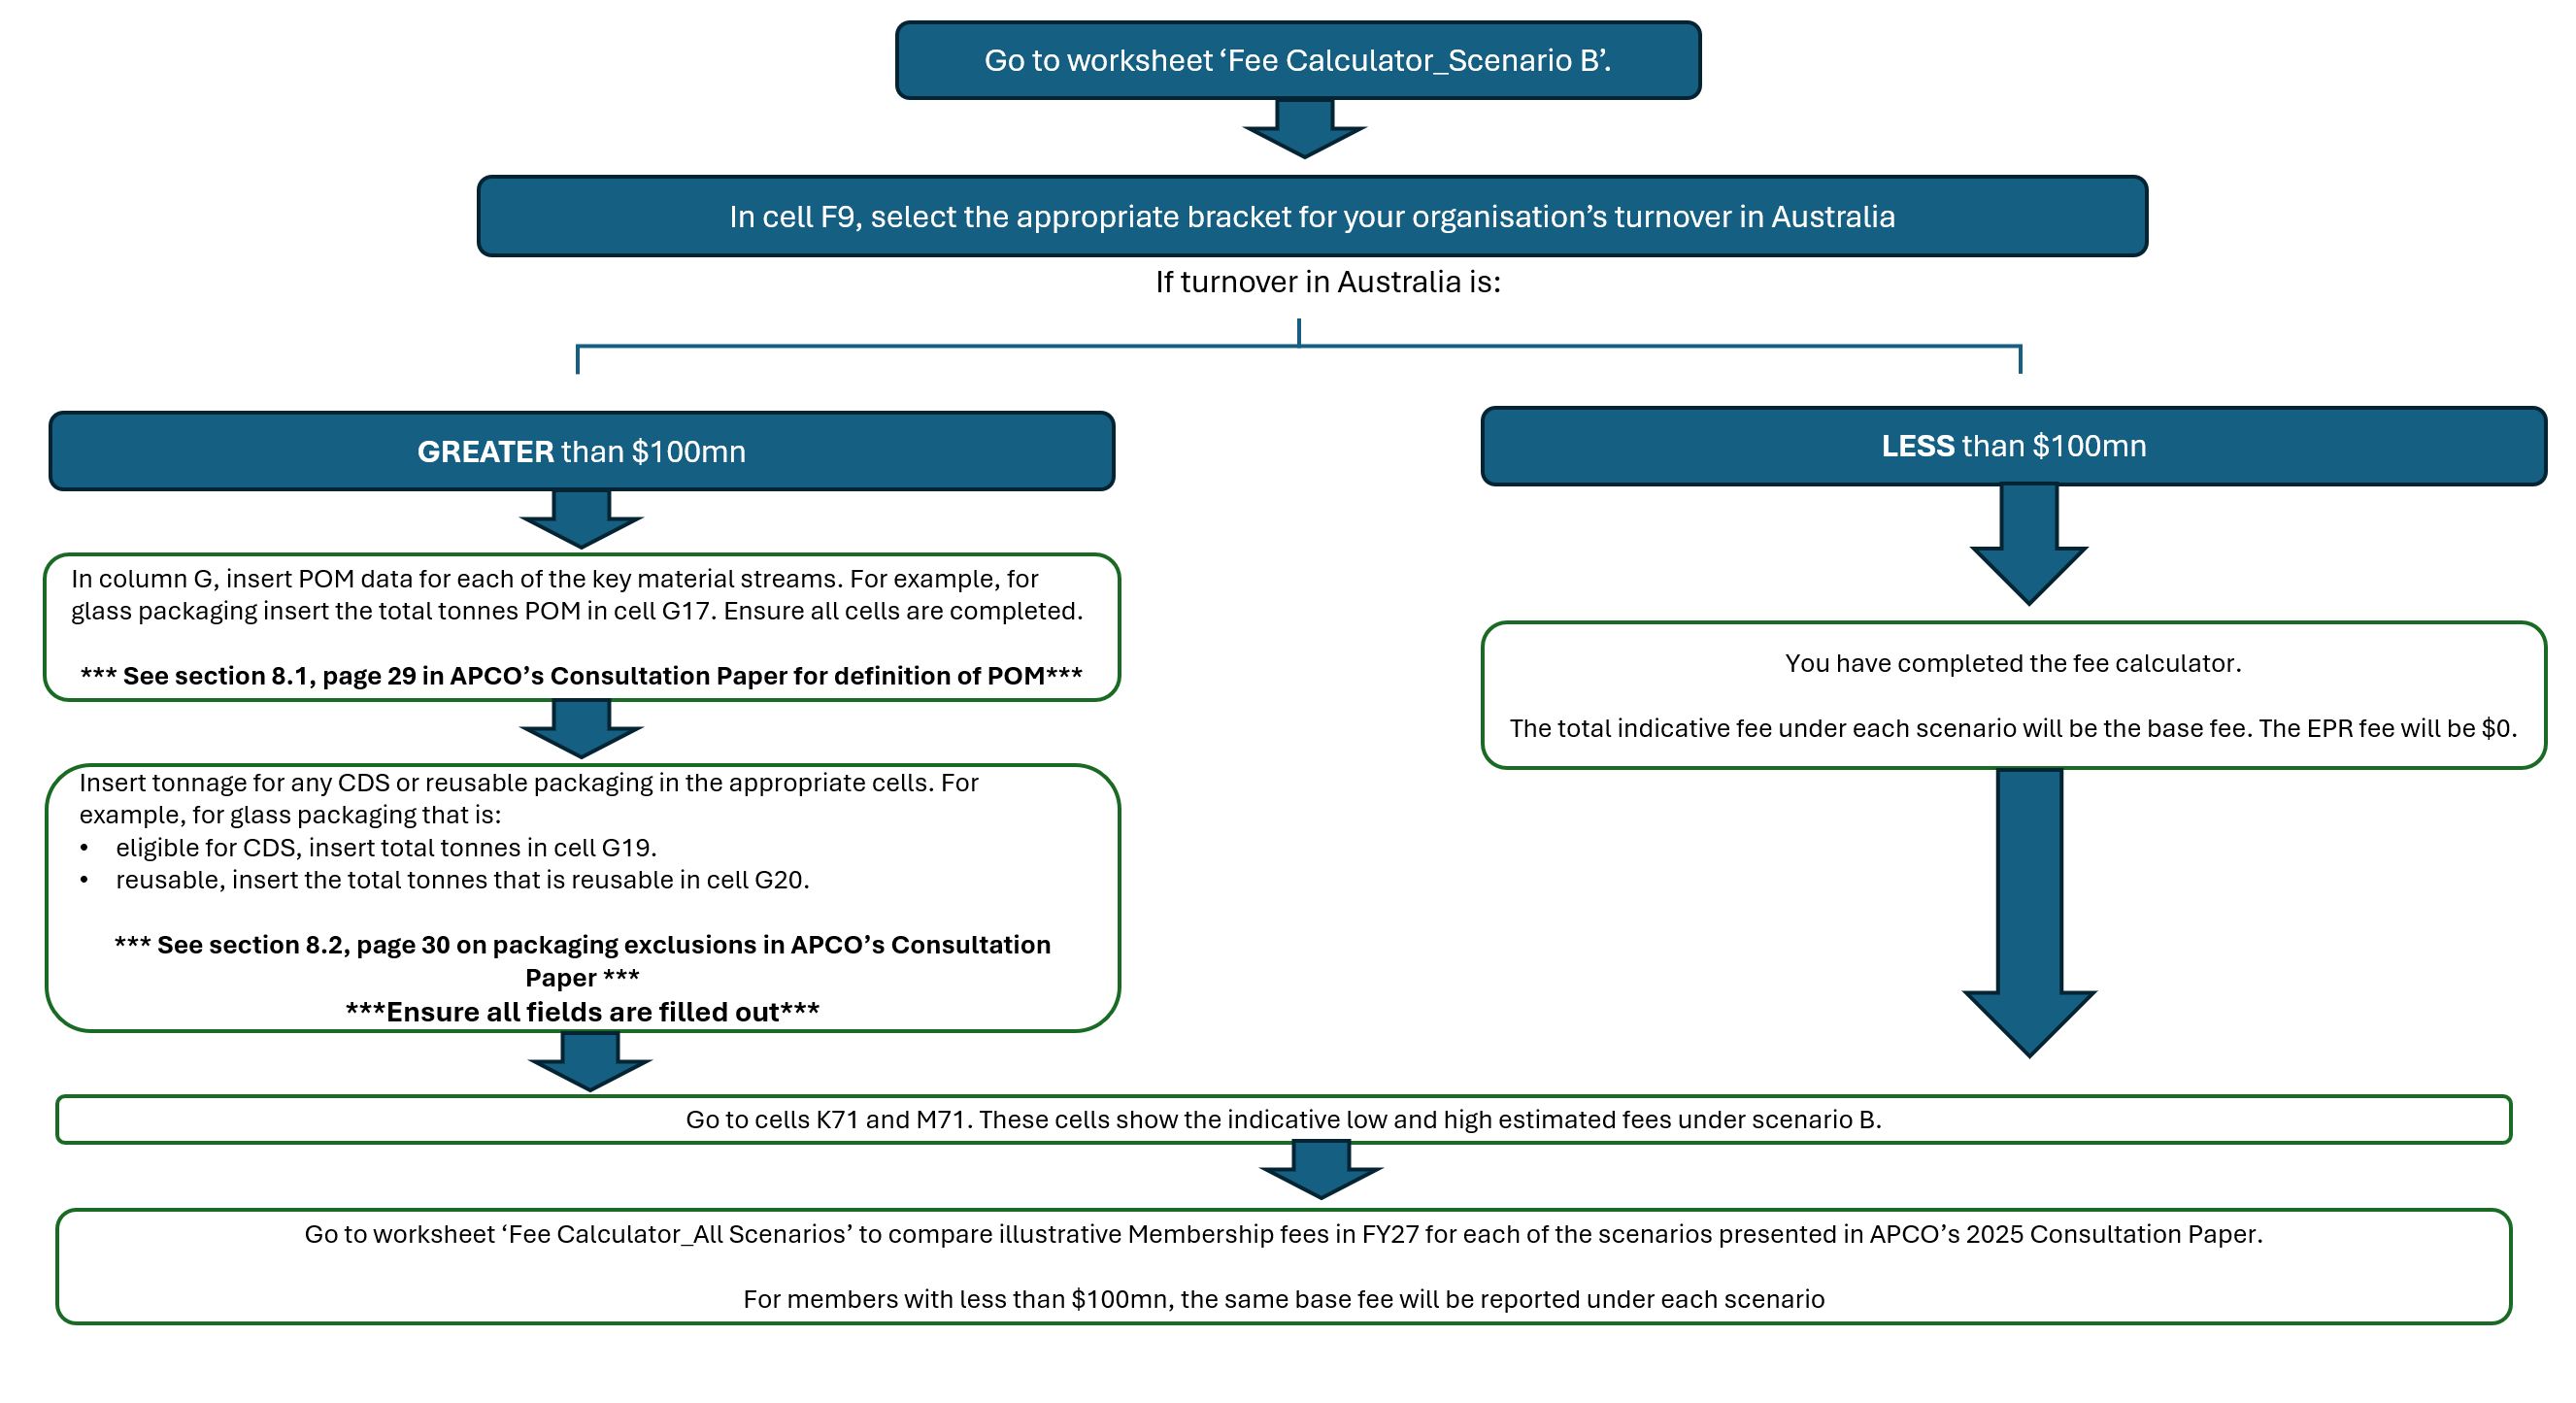 Go to worksheet ‘Fee Calculator_Scenario B’.
In cell F9, select the appropriate bracket for your organisation’s turnover in Australia
If turnover in Australia is:
GREATER than $100mn
In column G, insert POM data for each of the key material streams. For example, for
glass packaging insert the total tonnes POM in cell G17. Ensure all cells are completed.
*** See section 8.1, page 29 in APCO’s Consultation Paper for definition of POM***
Insert tonnage for any CDS or reusable packaging in the appropriate cells. For
example, for glass packaging that is:
• eligible for CDS, insert total tonnes in cell G19.
• reusable, insert the total tonnes that is reusable in cell G20.
*** See section 8.2, page 30 on packaging exclusions in APCO’s Consultation
Paper ***
***Ensure all fields are filled out***
LESS than $100mn
You have completed the fee calculator.
The total indicative fee under each scenario will be the base fee. The EPR fee will be $0.
Go to cells K71 and M71. These cells show the indicative low and high estimated fees under scenario B.
Go to worksheet ‘Fee Calculator_All Scenarios’ to compare illustrative Membership fees in FY27 for each of the scenarios presented in APCO’s 2025 Consultation Paper.
For members with less than $100mn, the same base fee will be reported under each scenario